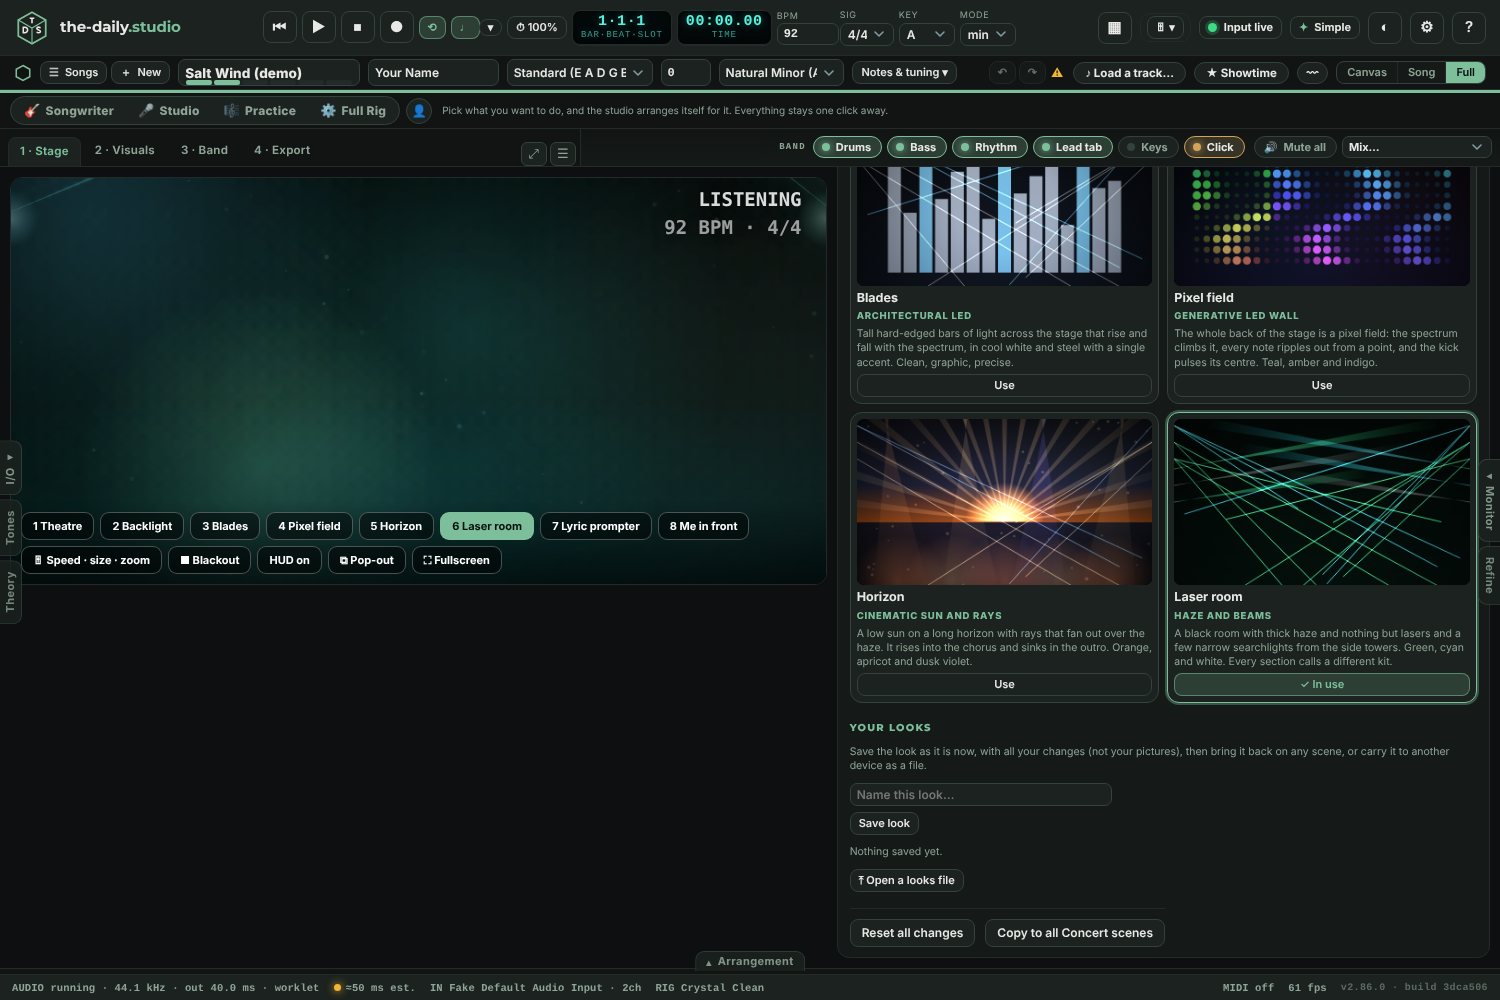 the-daily.studio
100%
1·1·1
BAR·BEAT·SLOT
00:00.00
TIME
BPM
92
SIG
4/4
KEY
A
MODE
min
Input live
Simple
?
Songs
+ New
Salt Wind (demo)
Your Name
Standard (E A D G E
0
Natural Minor (A
Notes & tuning ▾
♪ Load a track...
★ Showtime
Canvas
Song
Full
Songwriter
Studio
Practice
Full Rig
Pick what you want to do, and the studio arranges itself for it. Everything stays one click away.
1 · Stage
2 · Visuals
3 · Band
4 · Export
BAND
Drums
Bass
Rhythm
Lead tab
Keys
Click
Mute all
Mix...
LISTENING
92 BPM · 4/4
I/O
Tones
Theory
1 Theatre
2 Backlight
3 Blades
4 Pixel field
5 Horizon
6 Laser room
7 Lyric prompter
8 Me in front
Speed · size · zoom
Blackout
HUD on
Pop-out
Fullscreen
Blades
ARCHITECTURAL LED
Tall hard-edged bars of light across the stage that rise and
fall with the spectrum, in cool white and steel with a single
accent. Clean, graphic, precise.
Use
Pixel field
GENERATIVE LED WALL
The whole back of the stage is a pixel field: the spectrum
climbs it, every note ripples out from a point, and the kick
pulses its centre. Teal, amber and indigo.
Use
Horizon
CINEMATIC SUN AND RAYS
A low sun on a long horizon with rays that fan out over the
haze. It rises into the chorus and sinks in the outro. Orange,
apricot and dusk violet.
Use
Laser room
HAZE AND BEAMS
A black room with thick haze and nothing but lasers and a
few narrow searchlights from the side towers. Green, cyan
and white. Every section calls a different kit.
✓ In use
Monitor
Refine
YOUR LOOKS
Save the look as it is now, with all your changes (not your pictures), then bring it back on any scene, or carry it to another
device as a file.
Name this look...
Save look
Nothing saved yet.
Open a looks file
Reset all changes
Copy to all Concert scenes
▴ Arrangement
AUDIO running · 44.1 kHz · out 40.0 ms · worklet
≈50 ms est.
IN Fake Default Audio Input · 2ch
RIG Crystal Clean
MIDI off
61 fps
v2.86.0 · build 3dca506